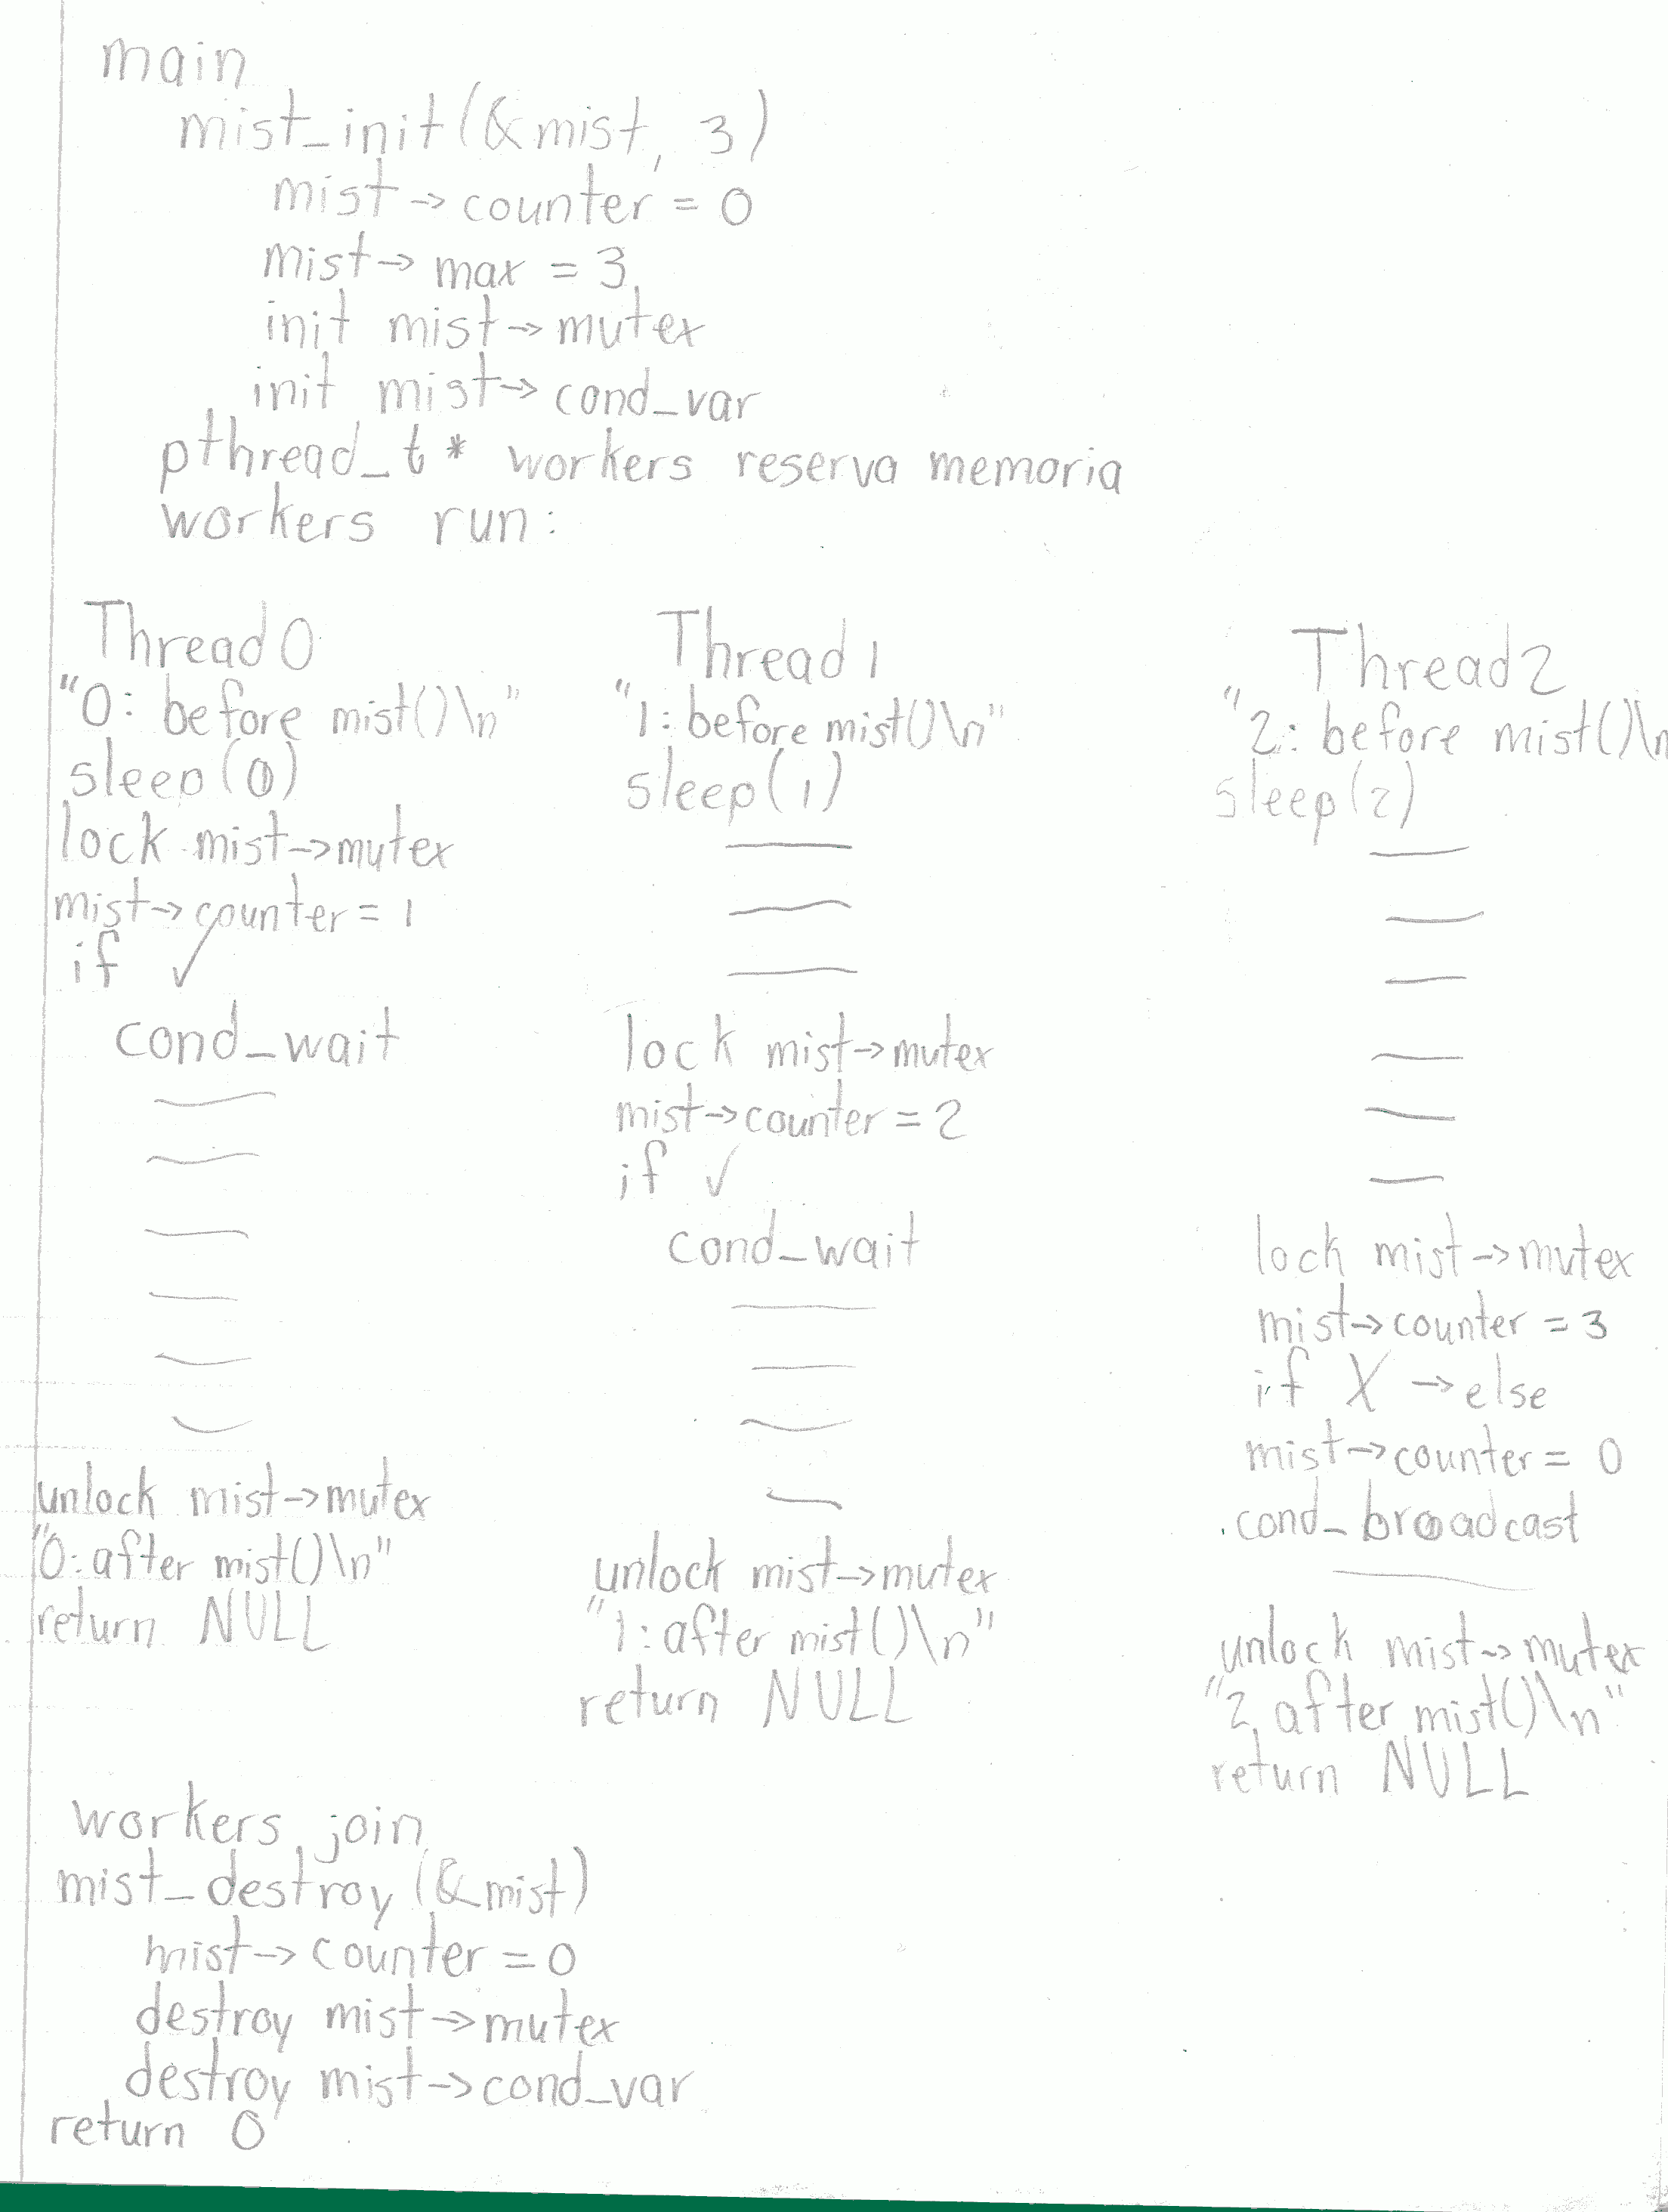 main
mist_init(&mist, 3)
mist→counter = 0
mist→max = 3
init mist→mutex
init mist→cond_var
pthread_t* workers reserva memoria
workers run:
Thread 0
"0: before mist()\n"
sleep(0)
lock mist→mutex
mist→counter = 1
if ✓
cond_wait
unlock mist→mutex
"0: after mist()\n"
return NULL
Thread 1
"1: before mist()\n"
sleep(1)
lock mist→mutex
mist→counter = 2
if ✓
cond_wait
unlock mist→mutex
"1: after mist()\n"
return NULL
Thread 2
"2: before mist()\n
sleep(2)
lock mist→mutex
mist→counter = 3
if X →else
mist→counter = 0
cond_broadcast
unlock mist→mutex
"2 after mist()\n"
return NULL
workers join
mist_destroy(&mist)
mist→counter = 0
destroy mist→mutex
destroy mist→cond_var
return 0